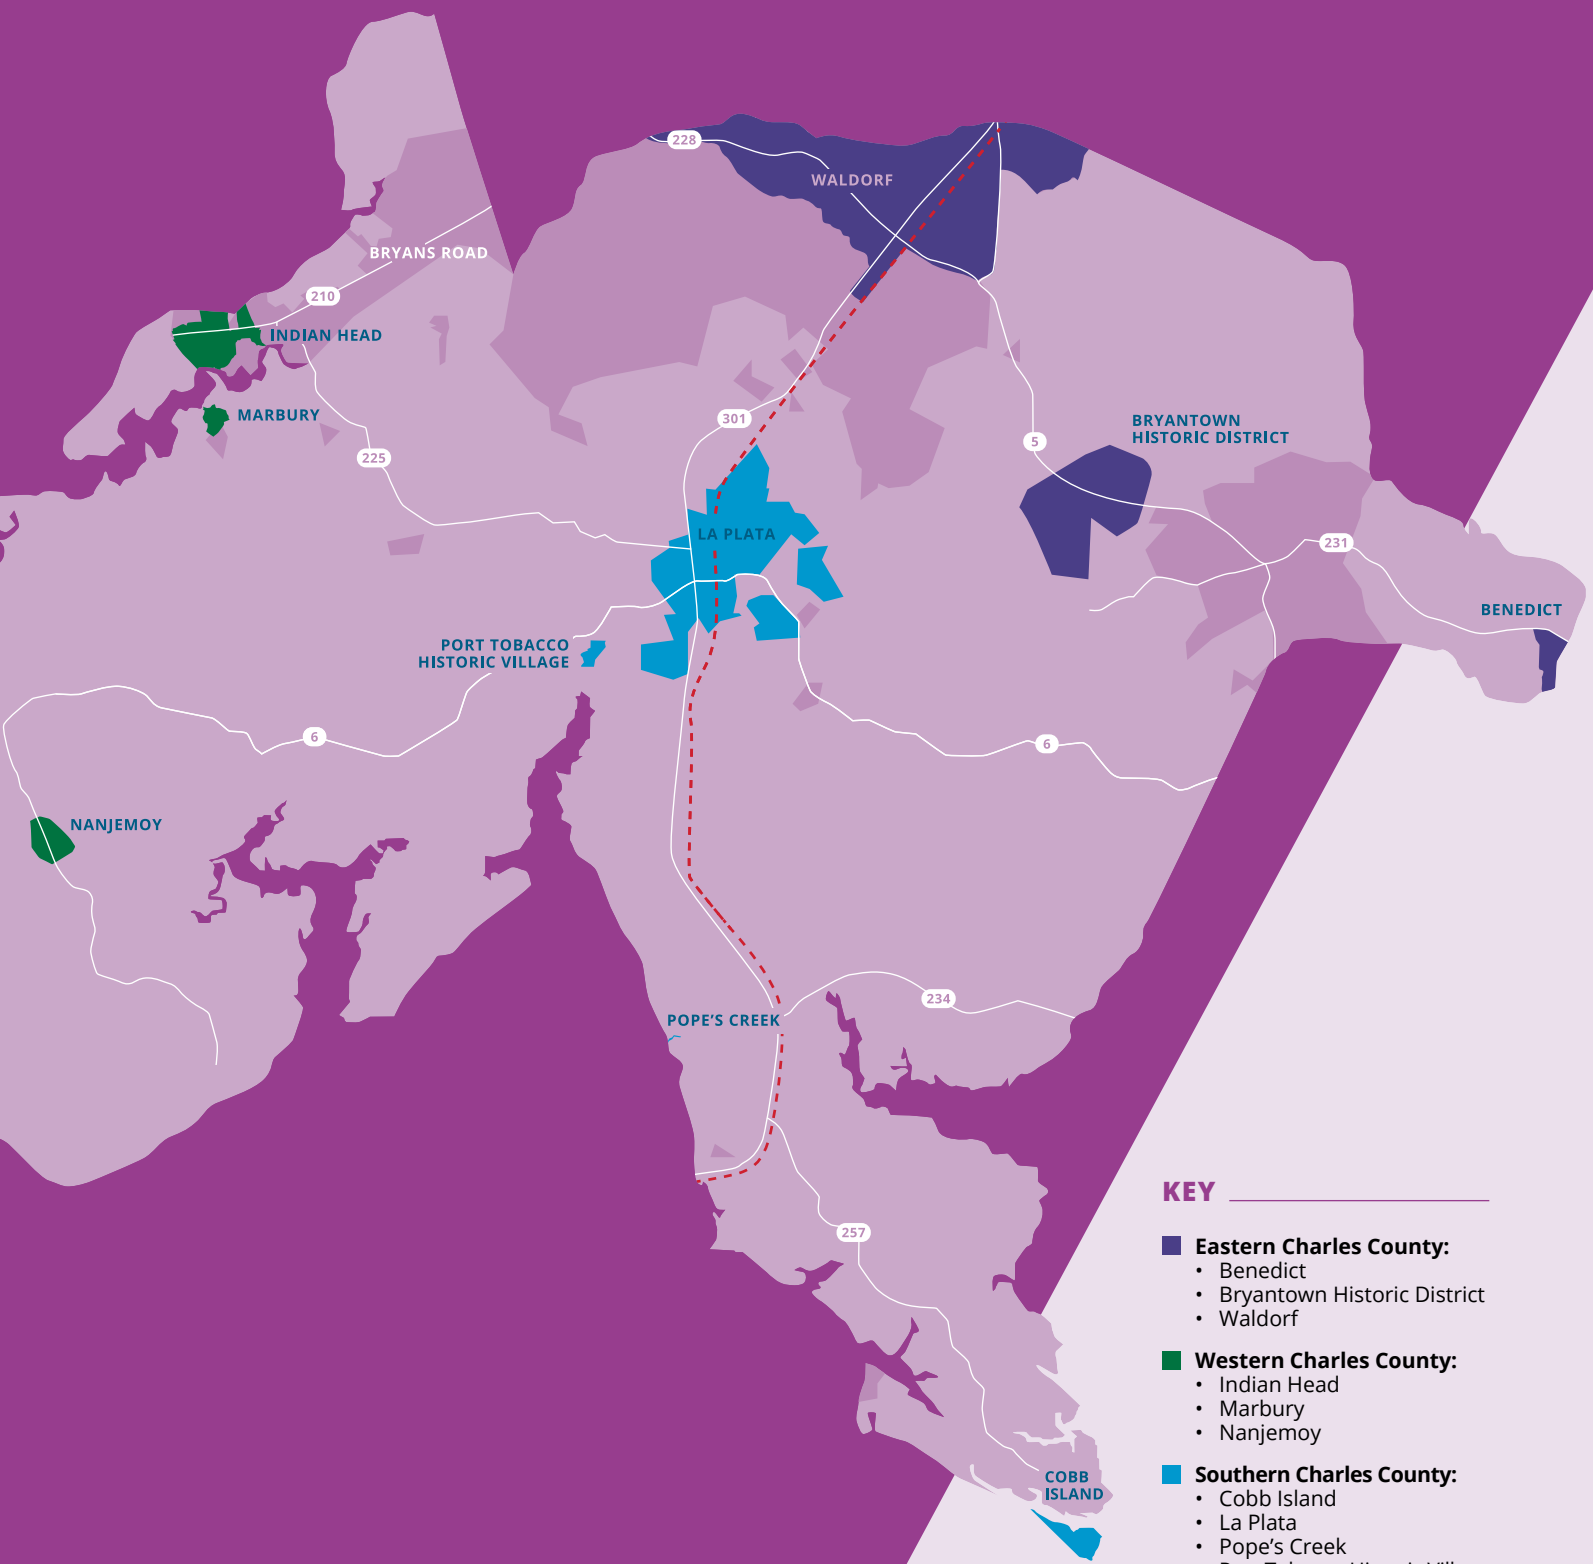 228
WALDORF
BRYANS ROAD
210
INDIAN HEAD
MARBURY
301
BRYANTOWN
HISTORIC DISTRICT
5
225
LA PLATA
231
BENEDICT
PORT TOBACCO
HISTORIC VILLAGE
6
6
NANJEMOY
234
POPE'S CREEK
257
COBB
ISLAND
KEY
Eastern Charles County:
• Benedict
• Bryantown Historic District
• Waldorf
Western Charles County:
• Indian Head
• Marbury
• Nanjemoy
Southern Charles County:
• Cobb Island
• La Plata
• Pope's Creek